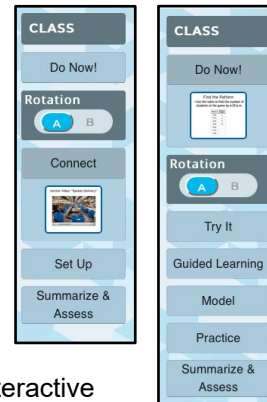 CLASS
Do Now!
Rotation
A B
Connect
Set Up
Summarize &
Assess
CLASS
Do Now!
Find the Pattern
Rotation
A B
Try It
Guided Learning
Model
Practice
Summarize &
Assess
teractive